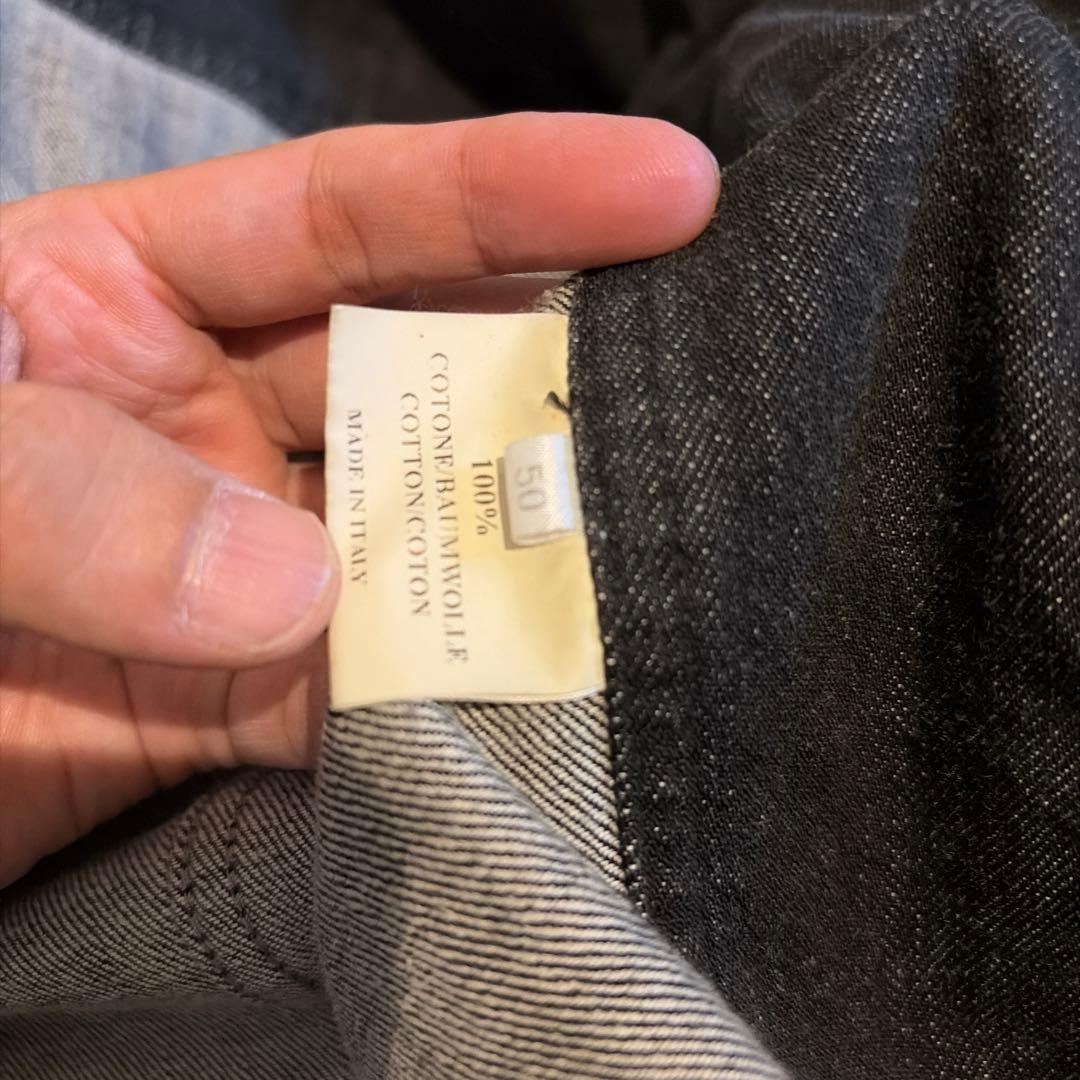 50
100%
COTONE/BAUMWOLLE
COTTON/COTON
MADE IN ITALY